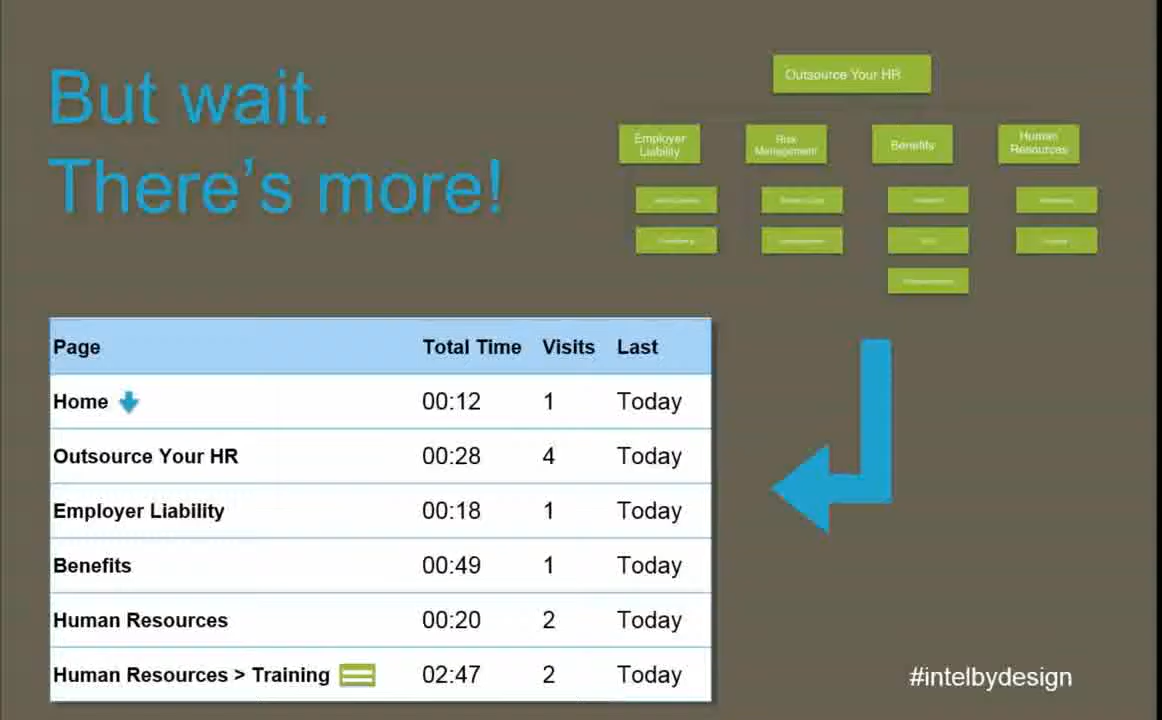 But wait.
There's more!
Outsource Your HR
Employer
Liability
Risk
Management
Benefits
Human
Resources
Page Total Time Visits Last
Home 00:12 1 Today
Outsource Your HR 00:28 4 Today
Employer Liability 00:18 1 Today
Benefits 00:49 1 Today
Human Resources 00:20 2 Today
Human Resources > Training 02:47 2 Today
#intelbydesign